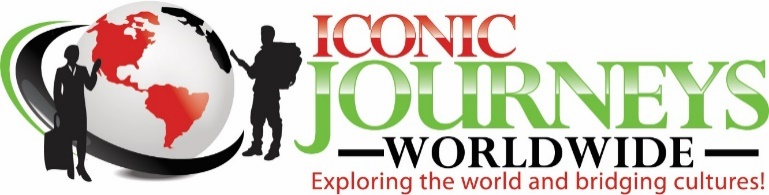 ICONIC
JOURNEYS
WORLDWIDE
Exploring the world and bridging cultures!